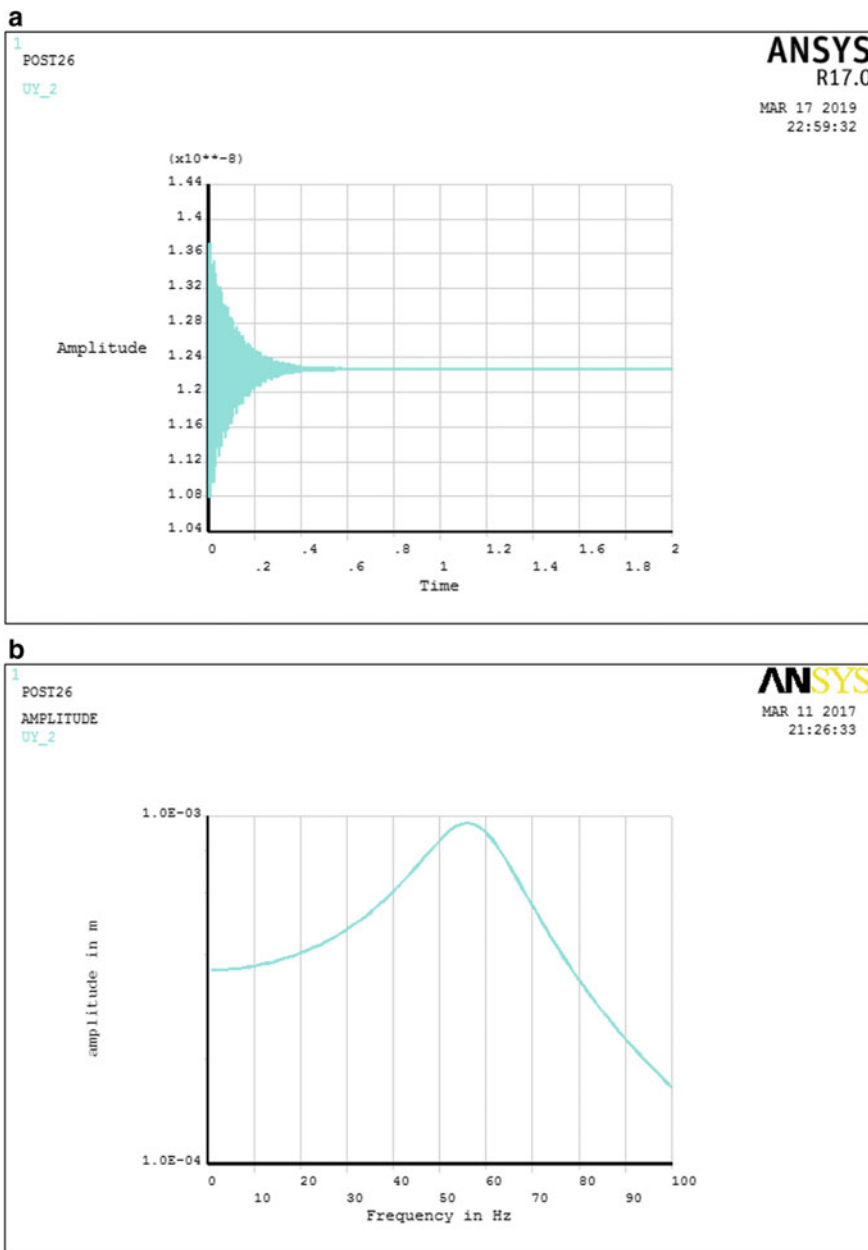 a
1
POST26
UY_2
ANSYS
R17.0
MAR 17 2019
22:59:32
(x10**-8)
1.44
1.4
1.36
1.32
1.28
1.24
1.2
1.16
1.12
1.08
1.04
Amplitude
0 .4 .8 1.2 1.6 2
.2 .6 1 1.4 1.8
Time
b
1
POST26
AMPLITUDE
UY_2
ANSYS
MAR 11 2017
21:26:33
1.0E-03
amplitude in m
1.0E-04
0 20 40 60 80 100
10 30 50 70 90
Frequency in Hz